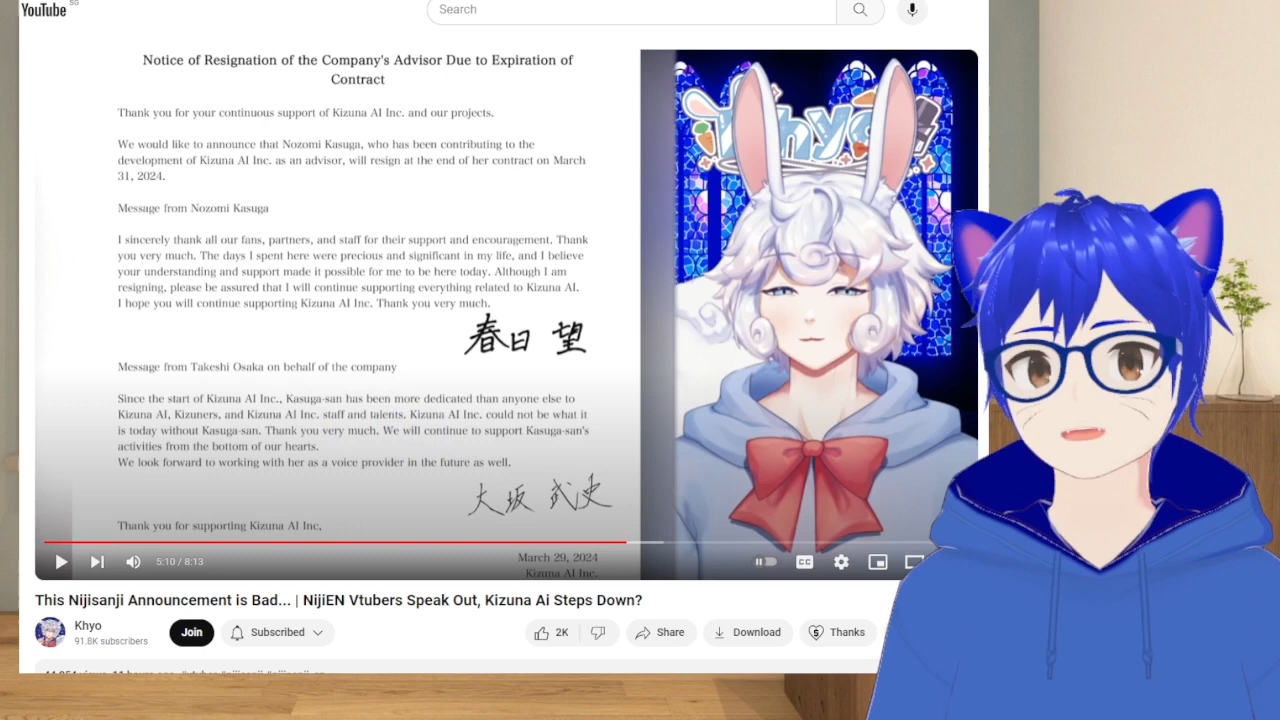 YouTube SG
Search
Notice of Resignation of the Company's Advisor Due to Expiration of
Contract
Thank you for your continuous support of Kizuna AI Inc. and our projects.
We would like to announce that Nozomi Kasuga, who has been contributing to the
development of Kizuna AI Inc. as an advisor, will resign at the end of her contract on March
31, 2024.
Message from Nozomi Kasuga
I sincerely thank all our fans, partners, and staff for their support and encouragement. Thank
you very much. The days I spent here were precious and significant in my life, and I believe
your understanding and support made it possible for me to be here today. Although I am
resigning, please be assured that I will continue supporting everything related to Kizuna AI.
I hope you will continue supporting Kizuna AI Inc. Thank you very much.
春日 望
Message from Takeshi Osaka on behalf of the company
Since the start of Kizuna AI Inc., Kasuga-san has been more dedicated than anyone else to
Kizuna AI, Kizuners, and Kizuna AI Inc. staff and talents. Kizuna AI Inc. could not be what it
is today without Kasuga-san. Thank you very much. We will continue to support Kasuga-san's
activities from the bottom of our hearts.
We look forward to working with her as a voice provider in the future as well.
大坂 武史
Thank you for supporting Kizuna AI Inc,
March 29, 2024
Kizuna AI Inc.
5:10 / 8:13
CC
This Nijisanji Announcement is Bad... | NijiEN Vtubers Speak Out, Kizuna Ai Steps Down?
Khyo
91.8K subscribers
Join
Subscribed
2K
Share
Download
Thanks